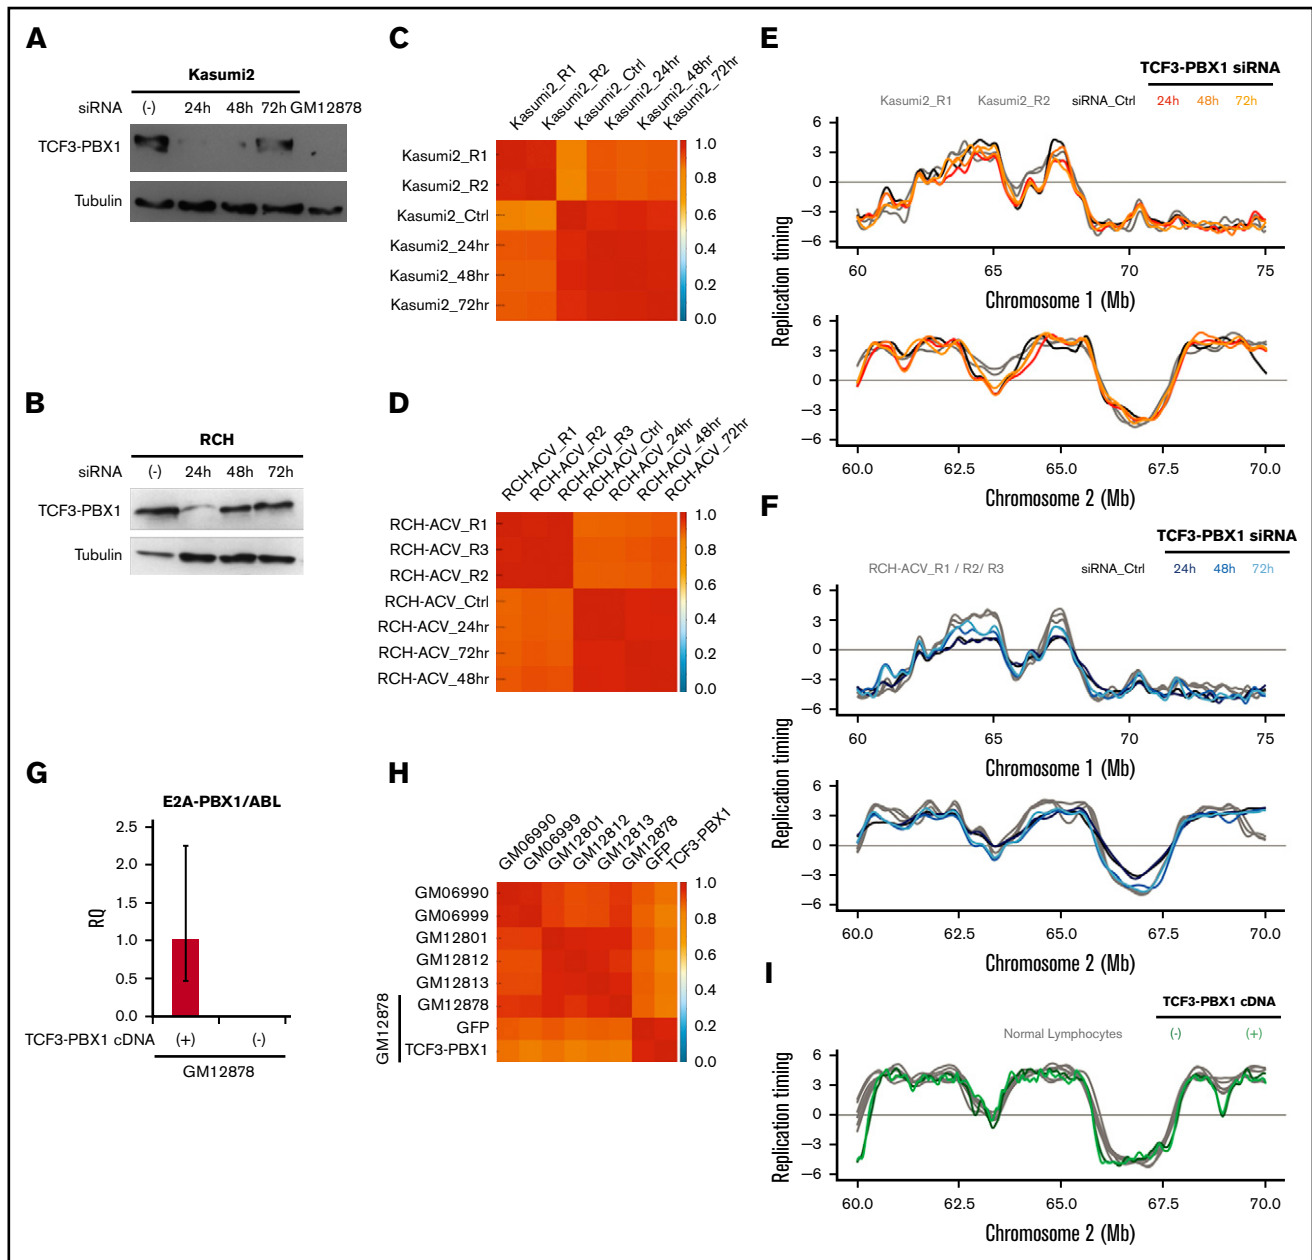 A
Kasumi2
siRNA (-) 24h 48h 72h GM12878
TCF3-PBX1
Tubulin
B
RCH
siRNA (-) 24h 48h 72h
TCF3-PBX1
Tubulin
C
Kasumi2_R1
Kasumi2_R2
Kasumi2_Ctrl
Kasumi2_24hr
Kasumi2_48hr
Kasumi2_72hr
Kasumi2_R1
Kasumi2_R2
Kasumi2_Ctrl
Kasumi2_24hr
Kasumi2_48hr
Kasumi2_72hr
1.0
0.8
0.6
0.4
0.2
0.0
D
RCH-ACV_R1
RCH-ACV_R2
RCH-ACV_R3
RCH-ACV_Ctrl
RCH-ACV_24hr
RCH-ACV_48hr
RCH-ACV_72hr
RCH-ACV_R1
RCH-ACV_R3
RCH-ACV_R2
RCH-ACV_Ctrl
RCH-ACV_24hr
RCH-ACV_72hr
RCH-ACV_48hr
1.0
0.8
0.6
0.4
0.2
0.0
E
TCF3-PBX1 siRNA
Kasumi2_R1 Kasumi2_R2 siRNA_Ctrl 24h 48h 72h
Replication timing
6
3
0
−3
−6
60 65 70 75
Chromosome 1 (Mb)
6
3
0
−3
−6
60.0 62.5 65.0 67.5 70.0
Chromosome 2 (Mb)
F
TCF3-PBX1 siRNA
RCH-ACV_R1 / R2/ R3 siRNA_Ctrl 24h 48h 72h
Replication timing
6
3
0
−3
−6
60 65 70 75
Chromosome 1 (Mb)
6
3
0
−3
−6
60.0 62.5 65.0 67.5 70.0
Chromosome 2 (Mb)
G
E2A-PBX1/ABL
RQ
2.5
2.0
1.5
1.0
0.5
0.0
TCF3-PBX1 cDNA (+) (-)
GM12878
H
GM06990
GM06999
GM12801
GM12812
GM12813
GM12878
GFP
TCF3-PBX1
GM06990
GM06999
GM12801
GM12812
GM12813
GM12878
GFP
TCF3-PBX1
GM12878
1.0
0.8
0.6
0.4
0.2
0.0
I
TCF3-PBX1 cDNA
Normal Lymphocytes (-) (+)
Replication timing
6
3
0
−3
−6
60.0 62.5 65.0 67.5 70.0
Chromosome 2 (Mb)